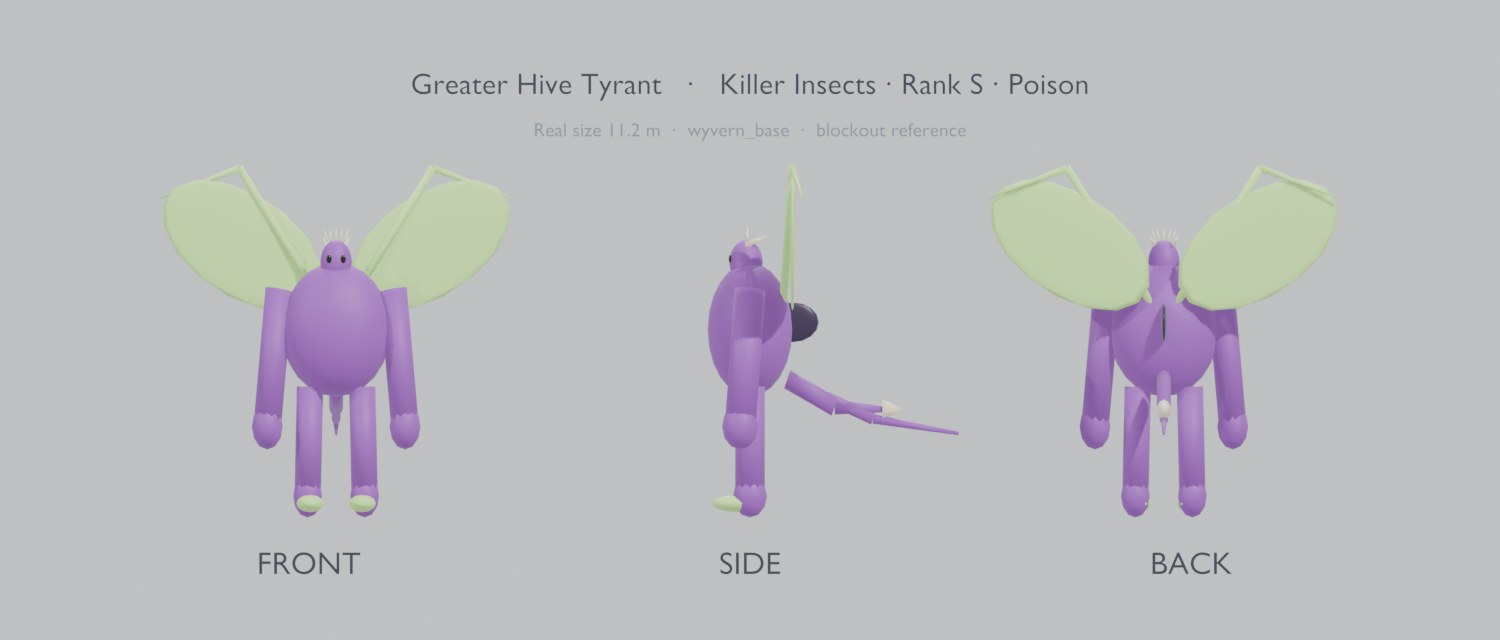 Greater Hive Tyrant · Killer Insects · Rank S · Poison
Real size 11.2 m · wyvern_base · blockout reference
FRONT
SIDE
BACK